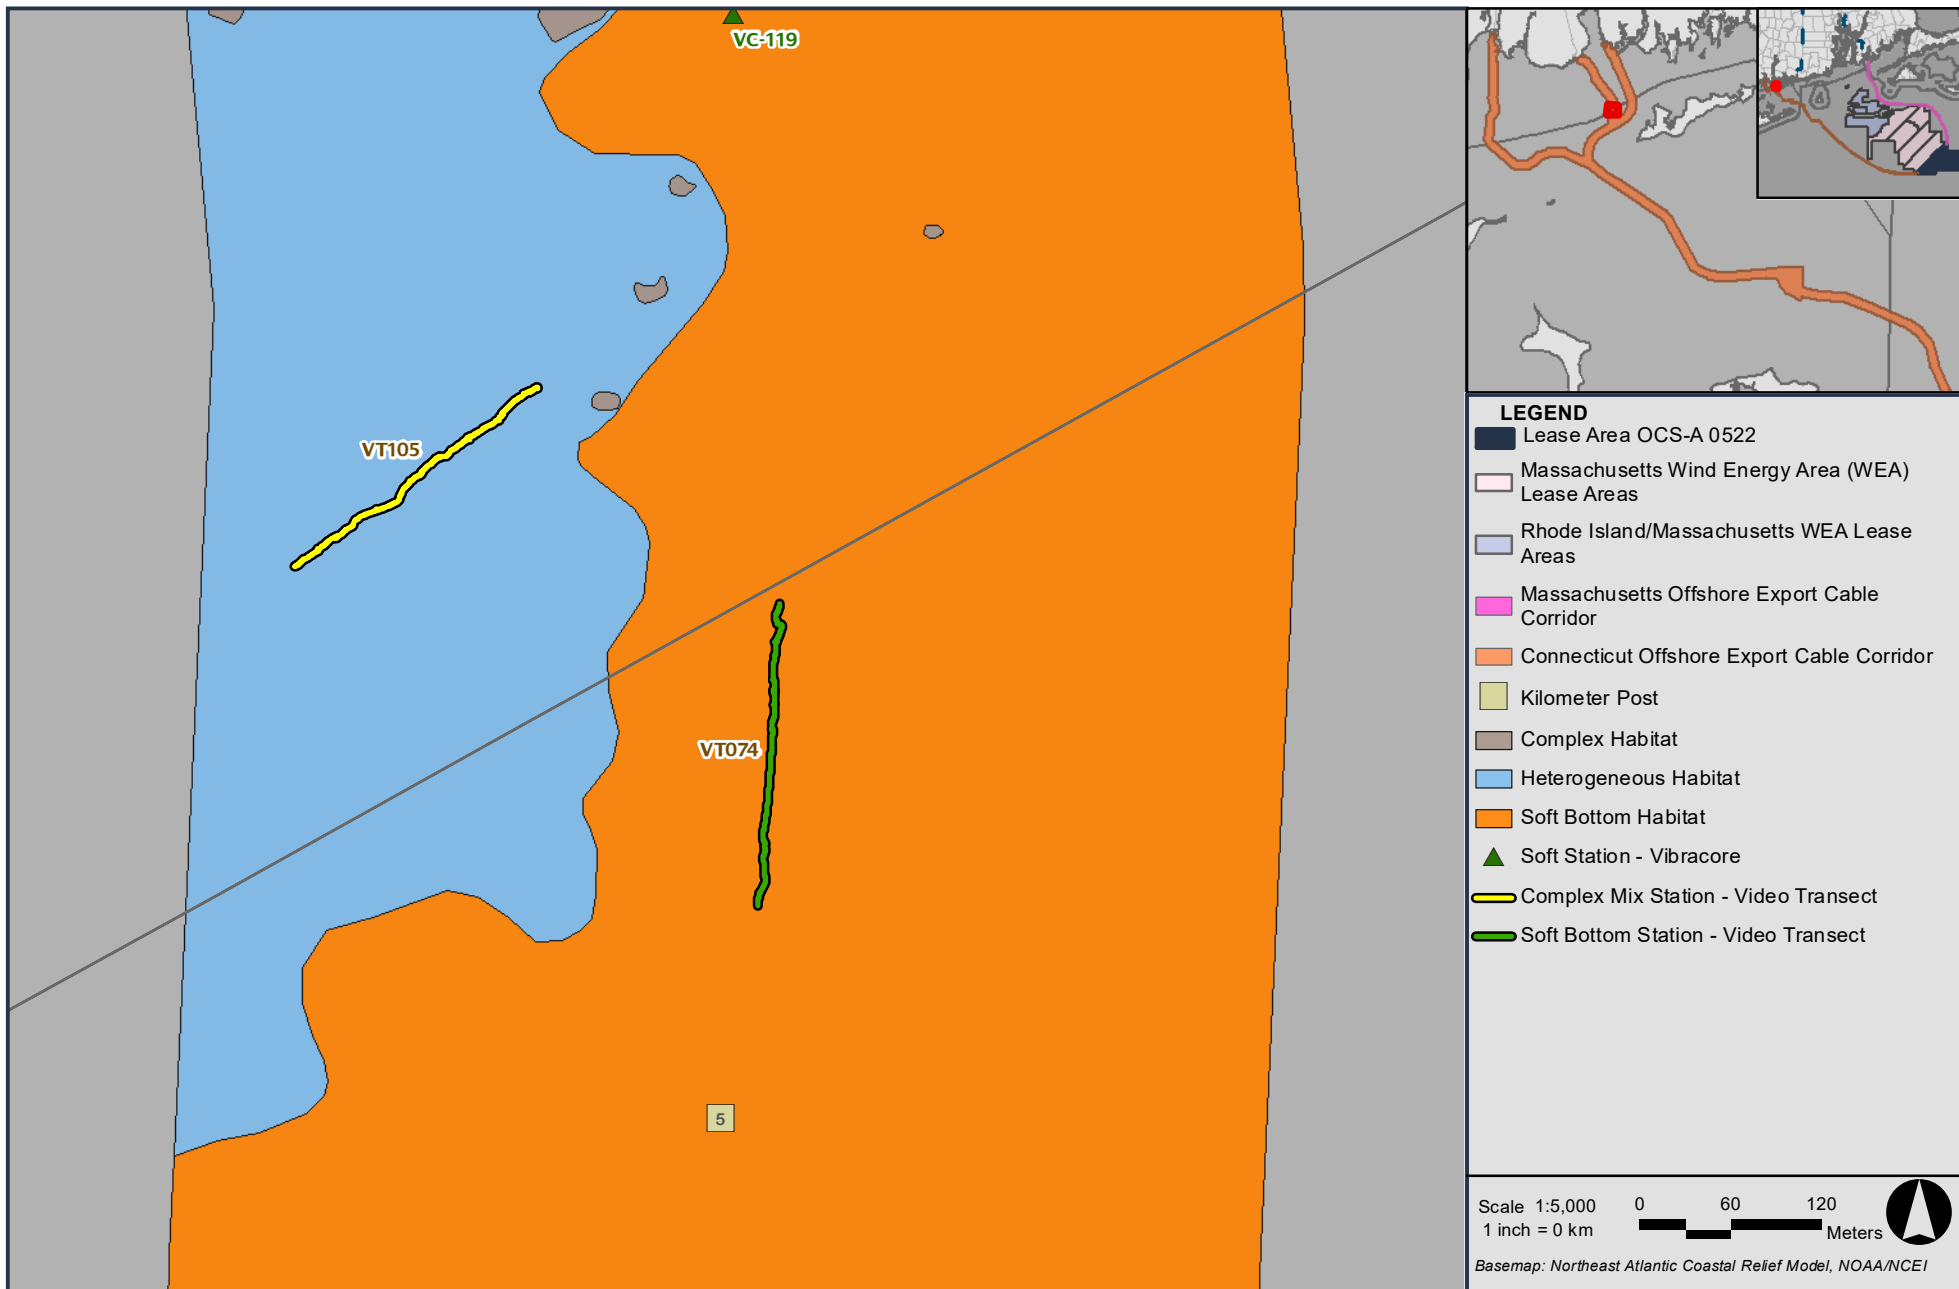 VC-119
VT105
VT074
5
LEGEND
Lease Area OCS-A 0522
Massachusetts Wind Energy Area (WEA)
Lease Areas
Rhode Island/Massachusetts WEA Lease
Areas
Massachusetts Offshore Export Cable
Corridor
Connecticut Offshore Export Cable Corridor
Kilometer Post
Complex Habitat
Heterogeneous Habitat
Soft Bottom Habitat
Soft Station - Vibracore
Complex Mix Station - Video Transect
Soft Bottom Station - Video Transect
Scale 1:5,000
1 inch = 0 km
0 60 120
Meters
Basemap: Northeast Atlantic Coastal Relief Model, NOAA/NCEI